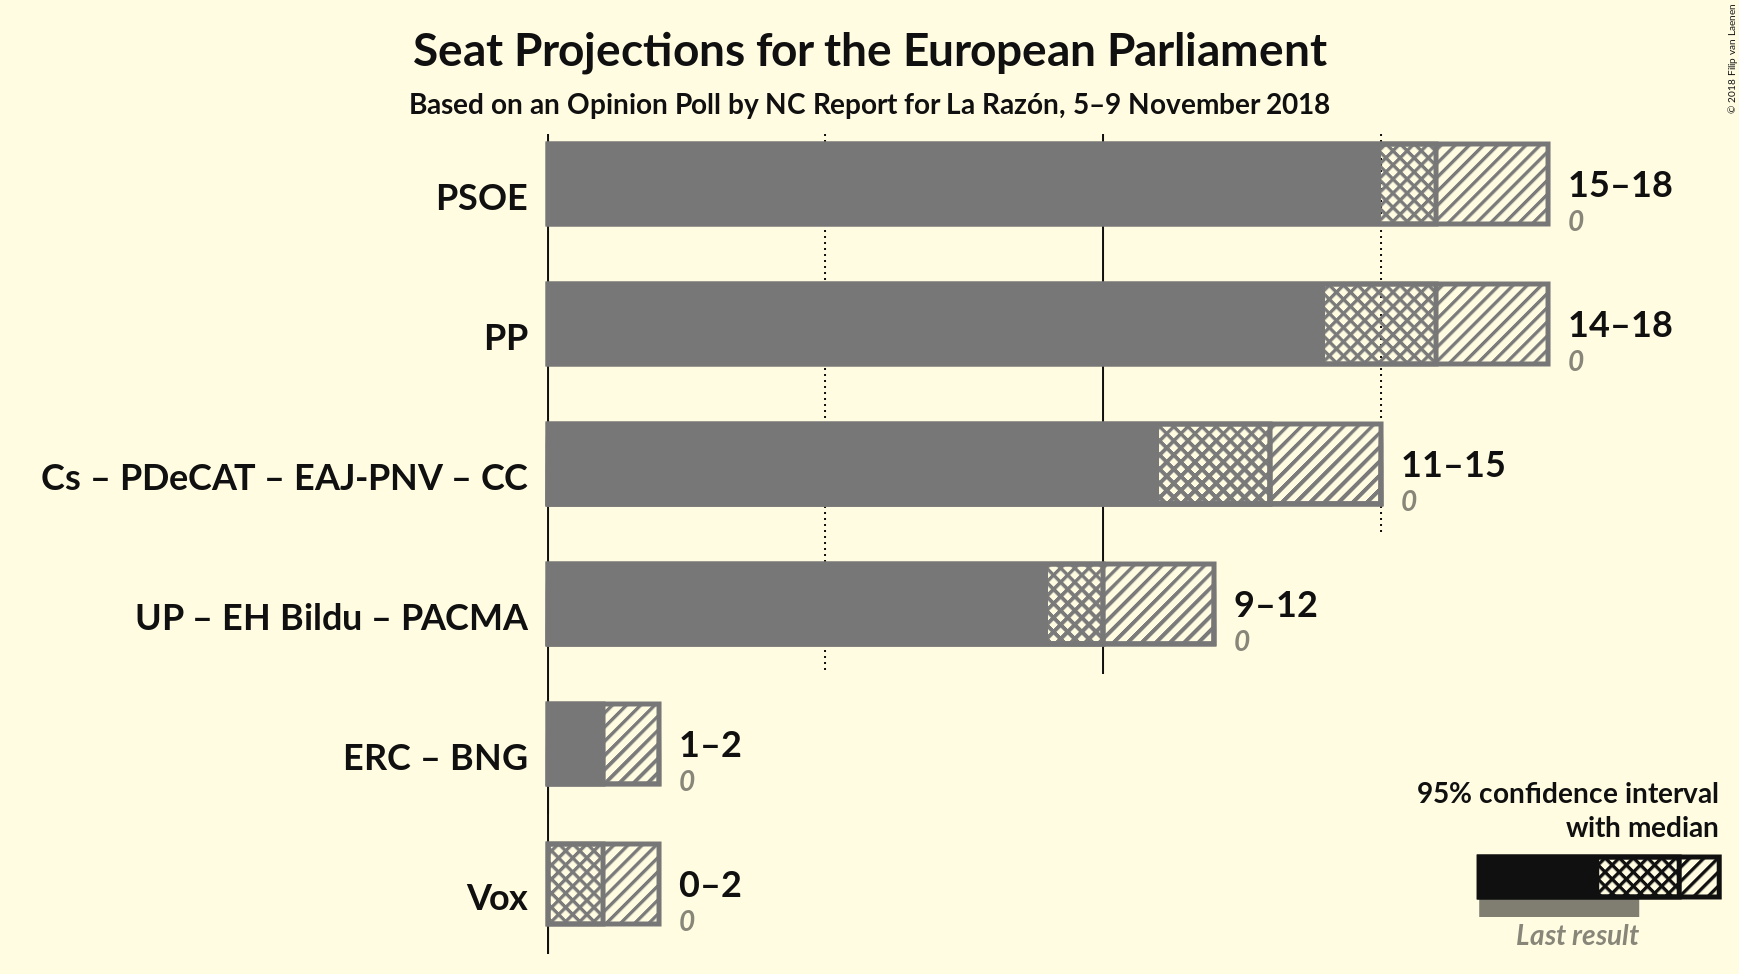 Seat Projections for the European Parliament
Based on an Opinion Poll by NC Report for La Razón, 5–9 November 2018
© 2018 Filip van Laenen
PSOE
15–18
0
PP
14–18
0
Cs – PDeCAT – EAJ-PNV – CC
11–15
0
UP – EH Bildu – PACMA
9–12
0
ERC – BNG
1–2
0
Vox
0–2
0
95% confidence interval
with median
Last result